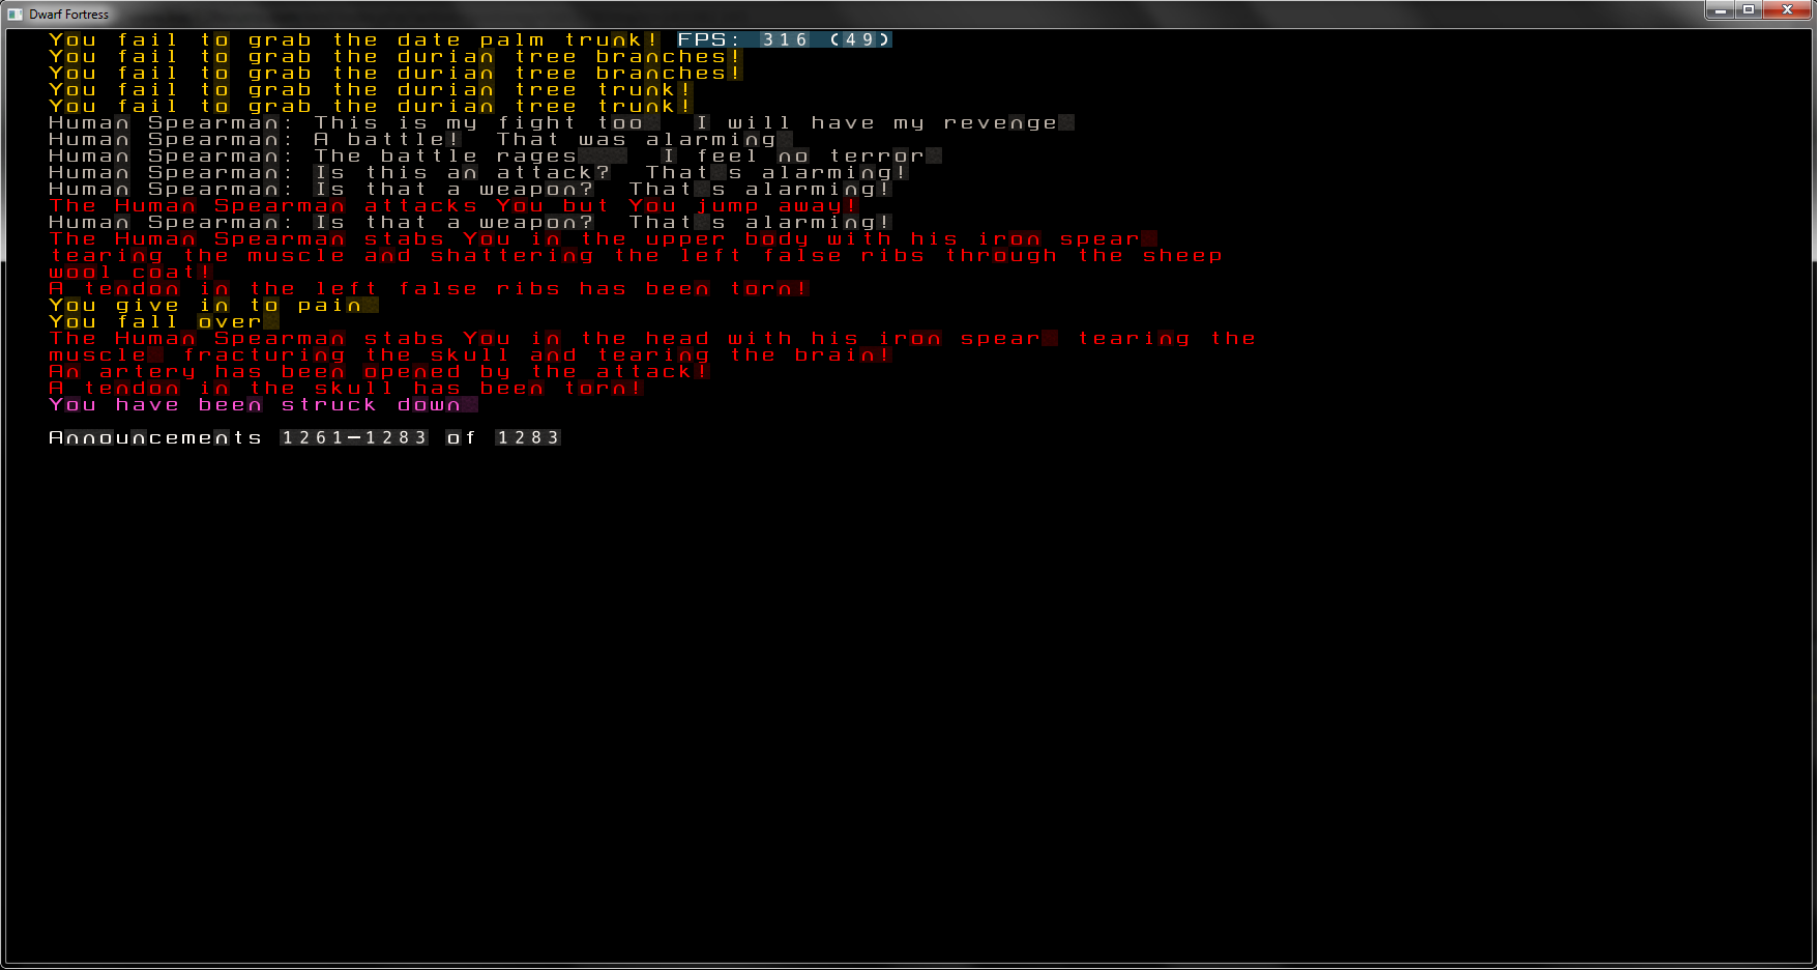 Dwarf Fortress
You fail to grab the date palm trunk! FPS: 316 (49)
You fail to grab the durian tree branches!
You fail to grab the durian tree branches!
You fail to grab the durian tree trunk!
You fail to grab the durian tree trunk!
Human Spearman: This is my fight too  I will have my revenge
Human Spearman: A battle!  That was alarming
Human Spearman: The battle rages  I feel no terror
Human Spearman: Is this an attack?  That s alarming!
Human Spearman: Is that a weapon?  That s alarming!
The Human Spearman attacks You but You jump away!
Human Spearman: Is that a weapon?  That s alarming!
The Human Spearman stabs You in the upper body with his iron spear
tearing the muscle and shattering the left false ribs through the sheep
wool coat!
A tendon in the left false ribs has been torn!
You give in to pain
You fall over
The Human Spearman stabs You in the head with his iron spear  tearing the
muscle  fracturing the skull and tearing the brain!
An artery has been opened by the attack!
A tendon in the skull has been torn!
You have been struck down
Announcements 1261-1283 of 1283